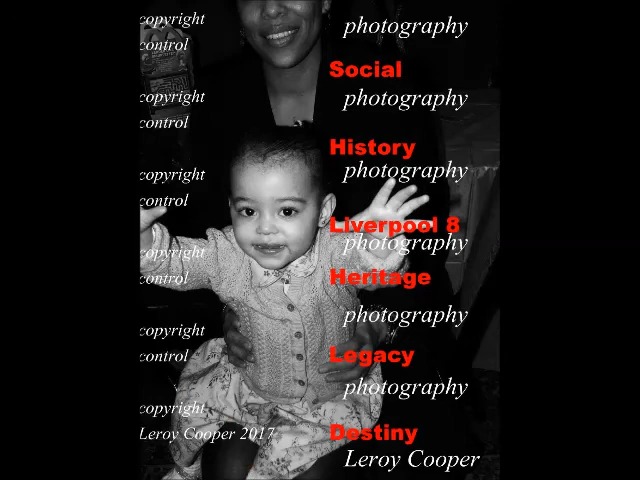 copyright
control
copyright
control
copyright
control
copyright
control
copyright
control
copyright
Leroy Cooper 2017
photography
Social
photography
History
photography
Liverpool 8
photography
Heritage
photography
Legacy
photography
Destiny
Leroy Cooper